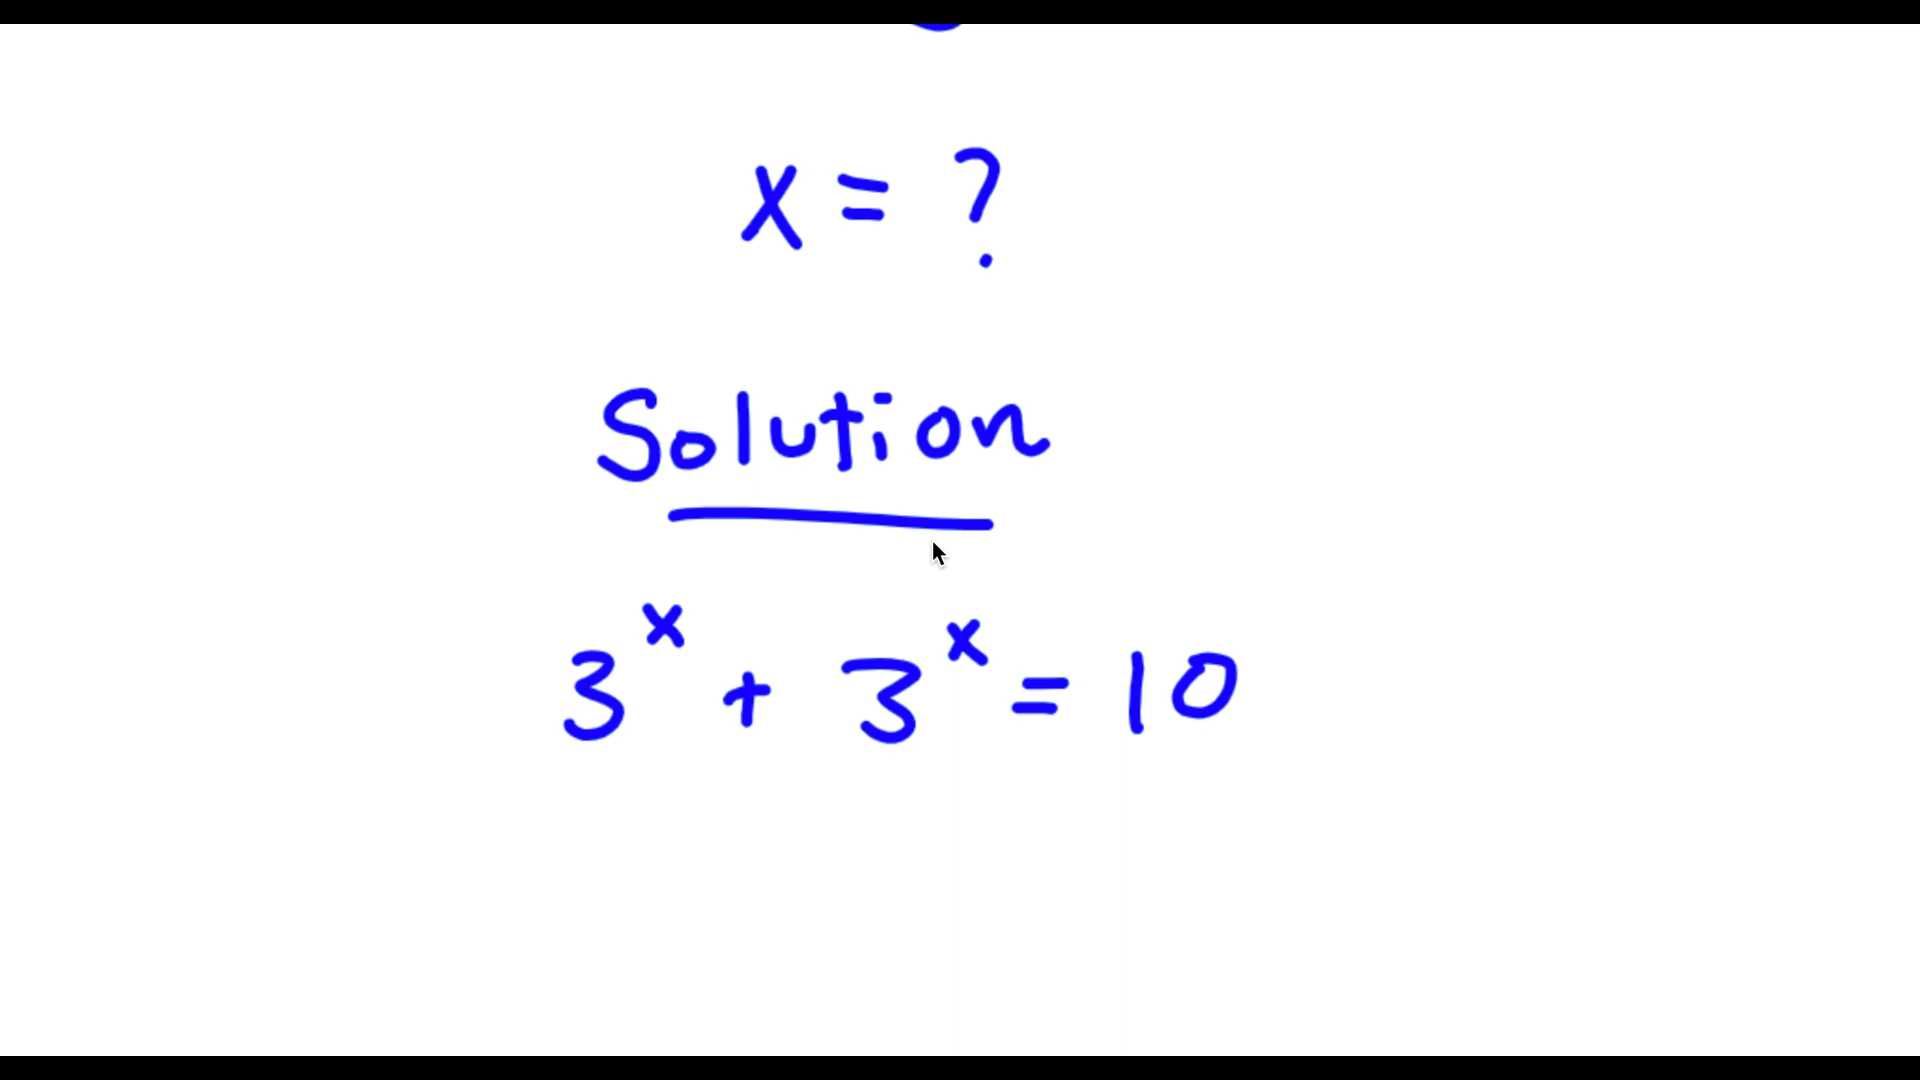 x = ?
Solution
3^x + 3^x = 10